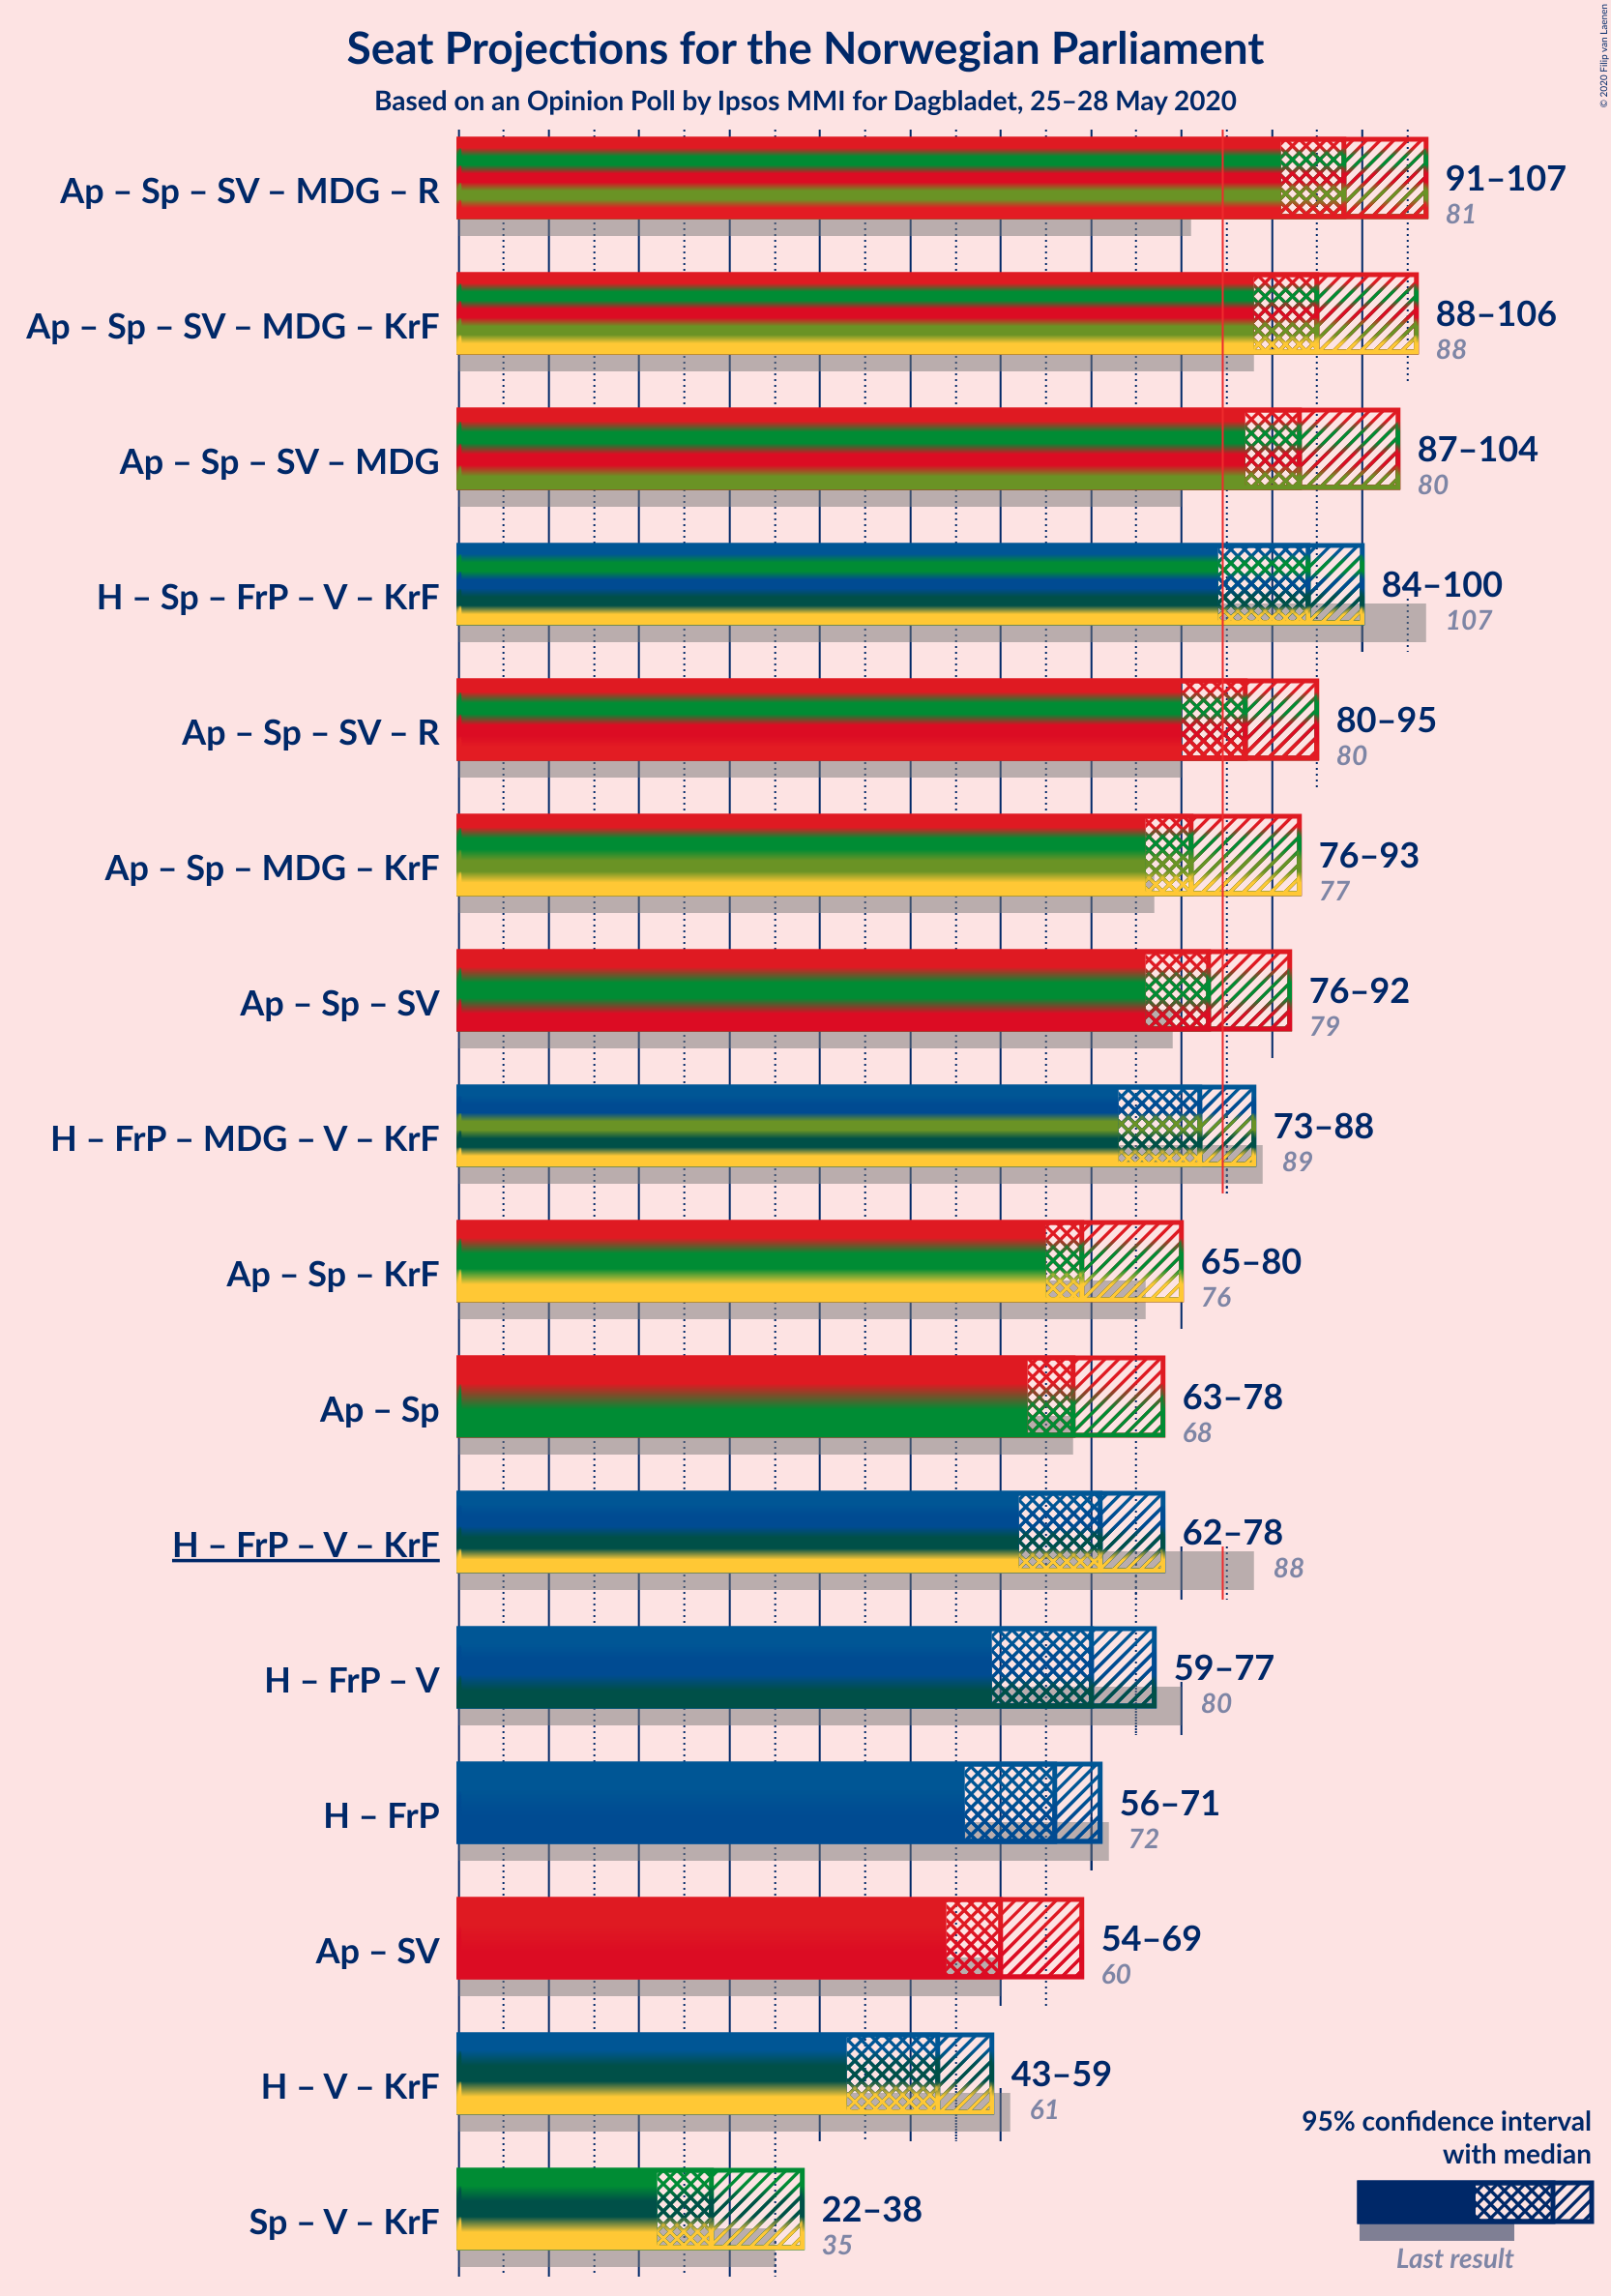 © 2020 Filip van Laenen
Seat Projections for the Norwegian Parliament
Based on an Opinion Poll by Ipsos MMI for Dagbladet, 25–28 May 2020
Ap – Sp – SV – MDG – R
91–107
81
Ap – Sp – SV – MDG – KrF
88–106
88
Ap – Sp – SV – MDG
87–104
80
H – Sp – FrP – V – KrF
84–100
107
Ap – Sp – SV – R
80–95
80
Ap – Sp – MDG – KrF
76–93
77
Ap – Sp – SV
76–92
79
H – FrP – MDG – V – KrF
73–88
89
Ap – Sp – KrF
65–80
76
Ap – Sp
63–78
68
H – FrP – V – KrF
62–78
88
H – FrP – V
59–77
80
H – FrP
56–71
72
Ap – SV
54–69
60
H – V – KrF
43–59
61
Sp – V – KrF
22–38
35
95% confidence interval
with median
Last result